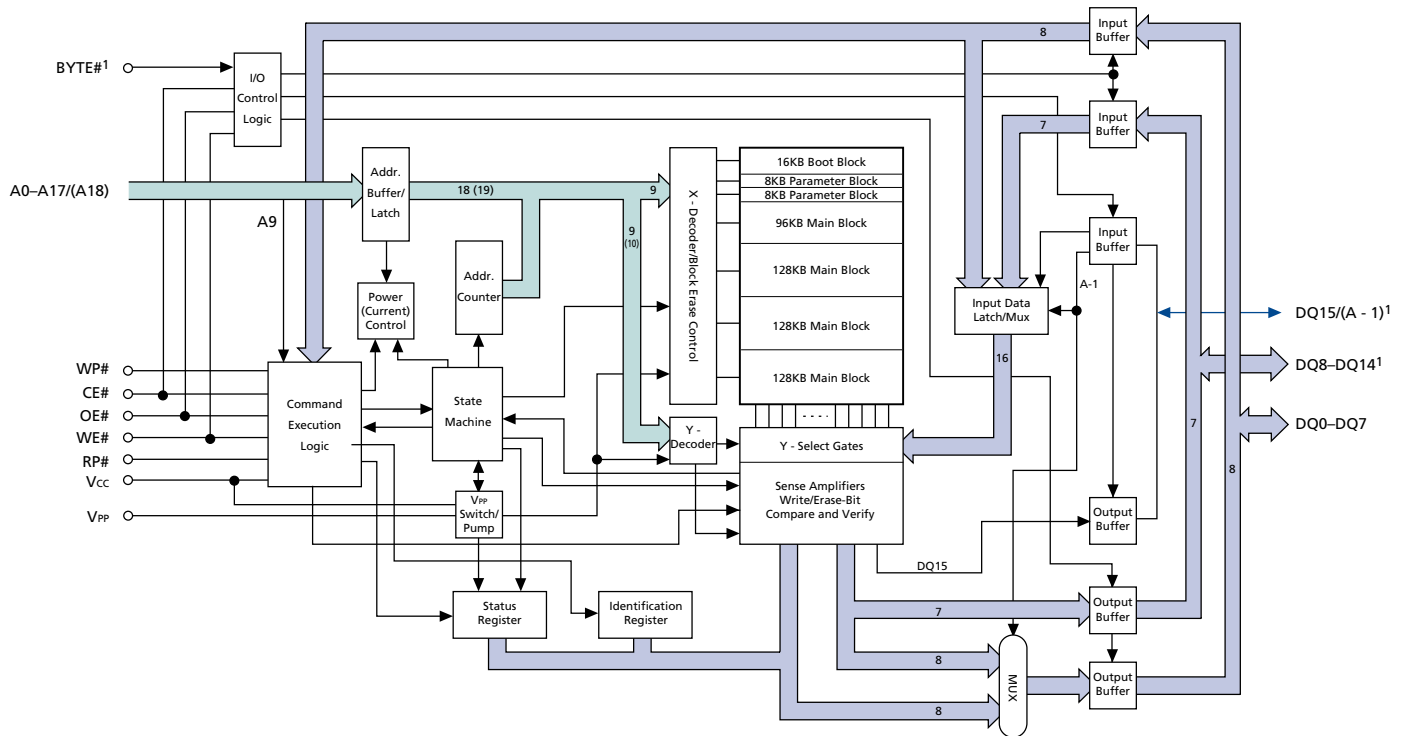 8
Input
Buffer
BYTE#1
I/O
Control
Logic
Input
Buffer
7
A0–A17/(A18)
Addr.
Buffer/
Latch
18 (19)
9
X - Decoder/Block Erase Control
16KB Boot Block
8KB Parameter Block
8KB Parameter Block
96KB Main Block
128KB Main Block
128KB Main Block
128KB Main Block
A9
9
(10)
Input
Buffer
Addr.
Counter
Power
(Current)
Control
A-1
Input Data
Latch/Mux
DQ15/(A - 1)1
16
DQ8–DQ141
WP#
CE#
OE#
WE#
RP#
VCC
VPP
Command
Execution
Logic
State
Machine
Y -
Decoder
Y - Select Gates
7
DQ0–DQ7
8
VPP
Switch/
Pump
Sense Amplifiers
Write/Erase-Bit
Compare and Verify
Output
Buffer
DQ15
Status
Register
Identification
Register
7
Output
Buffer
8
MUX
Output
Buffer
8